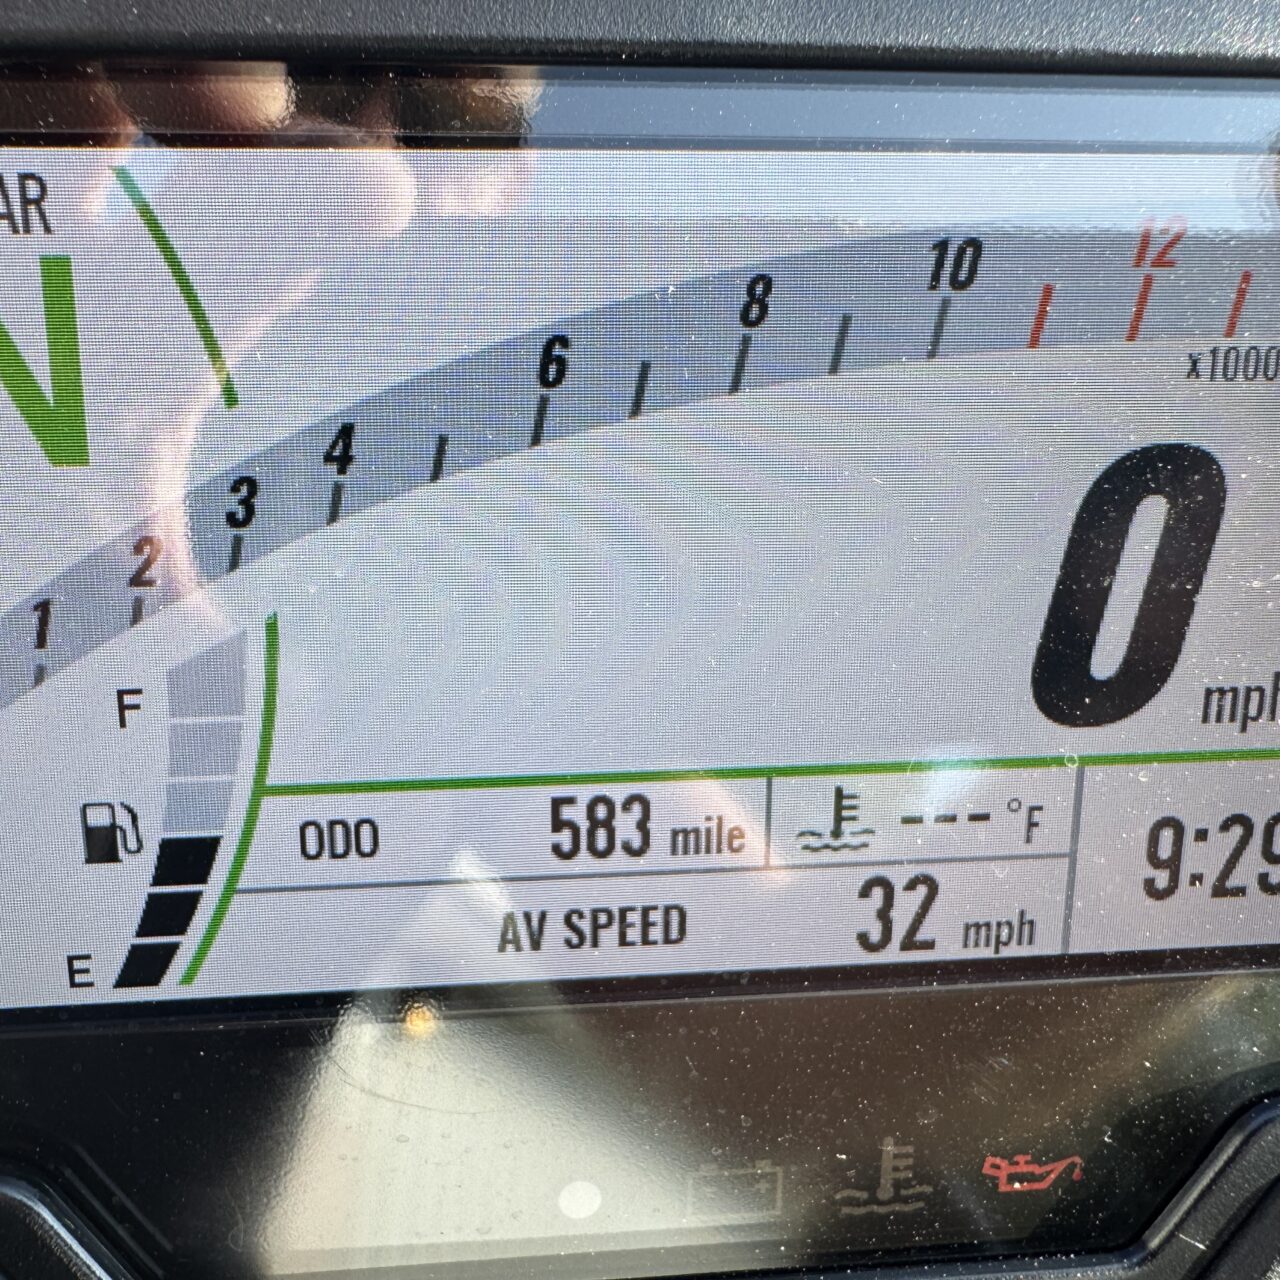 AR
N
1
2
3
4
6
8
10
12
x1000
0
mph
F
E
ODO 583 mile
--- °F
9:29
AV SPEED 32 mph